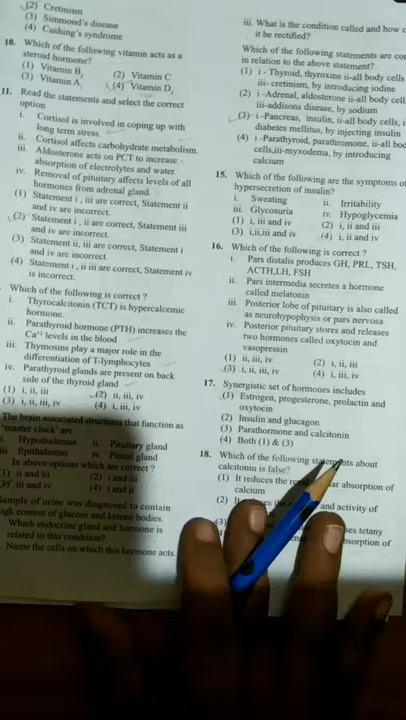 (2) Cretinism
(3) Simmond's disease
(4) Cushing's syndrome
10. Which of the following vitamin acts as a
steroid hormone?
(1) Vitamin B
(2) Vitamin C
(3) Vitamin A
(4) Vitamin D
11. Read the statements and select the correct
option
i. Cortisol is involved in coping up with
long term stress
ii. Cortisol affects carbohydrate metabolism.
iii. Aldosterone acts on PCT to increase
absorption of electrolytes and water.
iv. Removal of pituitary affects levels of all
hormones from adrenal gland.
(1) Statement i, iii are correct, Statement ii
and iv are incorrect.
(2) Statement i, ii are correct, Statement iii
and iv are incorrect.
(3) Statement ii, iii are correct, Statement i
and iv are incorrect.
(4) Statement i, ii iii are correct, Statement iv
is incorrect.
Which of the following is correct ?
i. Thyrocalcitonin (TCT) is hypercalcemic
hormone.
ii. Parathyroid hormone (PTH) increases the
Ca⁺² levels in the blood
iii. Thymosins play a major role in the
differentiation of T-lymphocytes
iv. Parathyroid glands are present on back
side of the thyroid gland
(1) i, ii, iii
(2) ii, iii, iv
(3) i, ii, iii, iv
(4) i, iii, iv
The brain associated structures that function as
'master clock' are
i. Hypothalamus ii. Pituitary gland
iii Epithalamus iv. Pineal gland
In above options which are correct ?
(1) ii and iii
(2) i and iii
(3) iii and iv
(4) i and ii
Sample of urine was diagnosed to contain
high content of glucose and ketone bodies.
Which endocrine gland and hormone is
related to this condition?
Name the cells on which this hormone acts.
iii. What is the condition called and how c
it be rectified?
Which of the following statements are cor
in relation to the above statement?
(1) i - Thyroid, thyroxine ii-all body cells
iii- cretinism, by introducing iodine
(2) i -Adrenal, aldosterone ii-all body cell
iii-addisons disease, by sodium
(3) i -Pancreas, insulin, ii-all body cells, i
diabetes mellitus, by injecting insulin
(4) i -Parathyroid, parathromone, ii-all bod
cells,iii-myxodema, by introducing
calcium
15. Which of the following are the symptoms o
hypersecretion of insulin?
i. Sweating
ii. Irritability
iii. Glycosuria
iv. Hypoglycemia
(1) i, iii and iv
(2) i, ii and iii
(3) i,ii,iii and iv
(4) i, ii and iv
16. Which of the following is correct ?
i. Pars distalis produces GH, PRL, TSH,
ACTH,LH, FSH
ii. Pars intermedia secretes a hormone
called melatonin
iii. Posterior lobe of pituitary is also called
as neurohypophysis or pars nervosa
iv. Posterior pituitary stores and releases
two hormones called oxytocin and
vasopressin
(1) ii, iii, iv
(2) i, ii, iii
(3) i, ii, iii, iv
(4) i, iii, iv
17. Synergistic set of hormones includes
(1) Estrogen, progesterone, prolactin and
oxytocin
(2) Insulin and glucagon
(3) Parathormone and calcitonin
(4) Both (1) & (3)
18. Which of the following statements about
calcitonin is false?
(1) It reduces the ar absorption of
calcium
(2) and activity of
(3) tetany